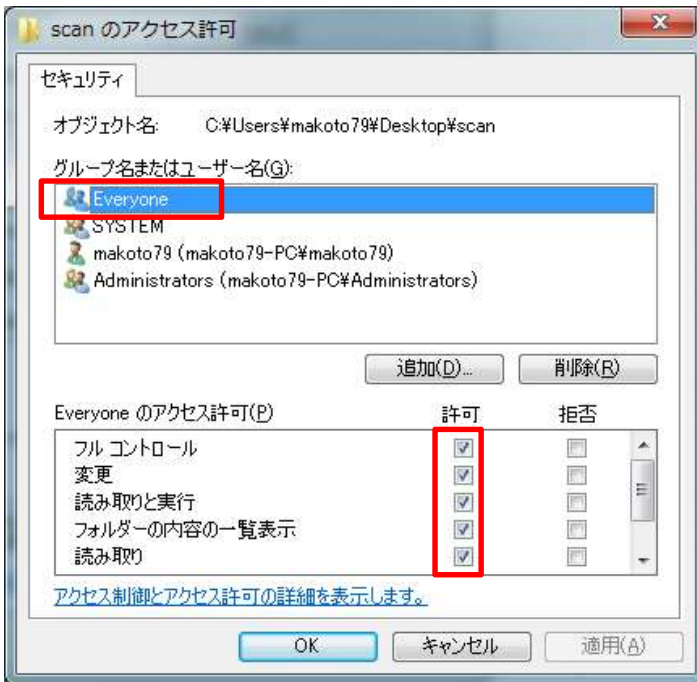 scan のアクセス許可
セキュリティ
オブジェクト名: C:¥Users¥makoto79¥Desktop¥scan
グループ名またはユーザー名(G):
Everyone
SYSTEM
makoto79 (makoto79-PC¥makoto79)
Administrators (makoto79-PC¥Administrators)
追加(D)... 削除(R)
Everyone のアクセス許可(P) 許可 拒否
フル コントロール
変更
読み取りと実行
フォルダーの内容の一覧表示
読み取り
アクセス制御とアクセス許可の詳細を表示します。
OK キャンセル 適用(A)